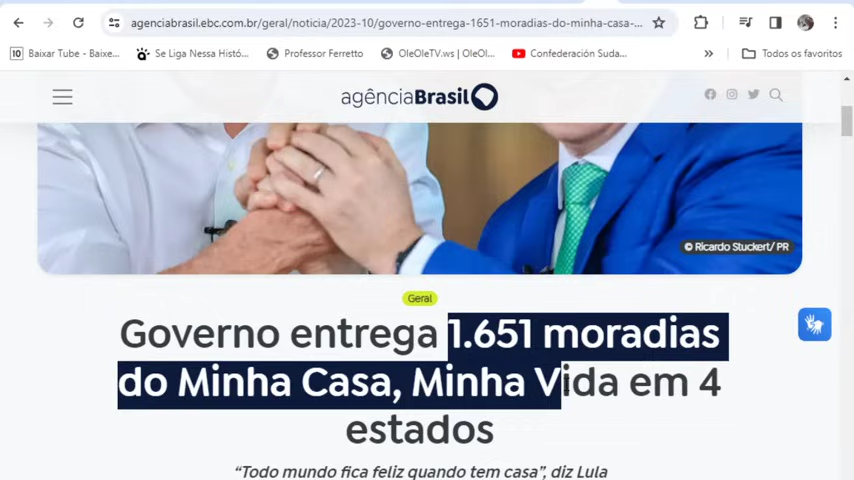 agenciabrasil.ebc.com.br/geral/noticia/2023-10/governo-entrega-1651-moradias-do-minha-casa-...
10 Baixar Tube - Baixe... Se Liga Nessa Histó... Professor Ferretto OleOleTV.ws | OleOl... Confederación Suda... » Todos os favoritos
agênciaBrasil
© Ricardo Stuckert/ PR
Geral
Governo entrega 1.651 moradias
do Minha Casa, Minha Vida em 4
estados
“Todo mundo fica feliz quando tem casa”, diz Lula